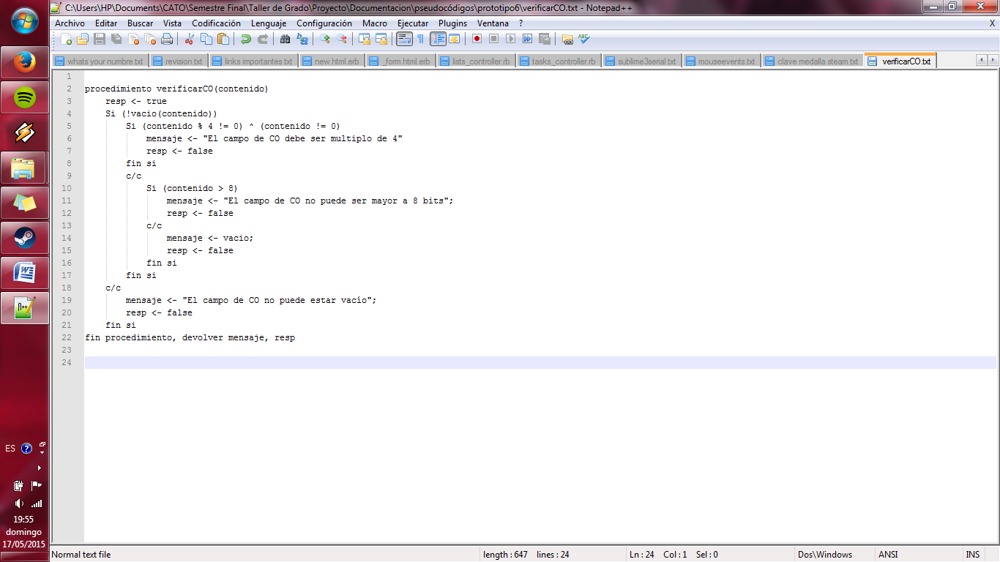 C:\Users\HP\Documents\CATO\Semestre Final\Taller de Grado\Proyecto\Documentacion\pseudocódigos\prototipo6\verificarCO.txt - Notepad++
Archivo Editar Buscar Vista Codificación Lenguaje Configuración Macro Ejecutar Plugins Ventana ? X
whats your numbre.txt revision.txt links importantes.txt new.html.erb _form.html.erb lists_controller.rb tasks_controller.rb sublime3serial.txt mouseevents.txt clave medalla steam.txt verificarCO.txt
1
2 procedimiento verificarCO(contenido)
3 resp <- true
4 Si (!vacio(contenido))
5 Si (contenido % 4 != 0) ^ (contenido != 0)
6 mensaje <- "El campo de CO debe ser multiplo de 4"
7 resp <- false
8 fin si
9 c/c
10 Si (contenido > 8)
11 mensaje <- "El campo de CO no puede ser mayor a 8 bits";
12 resp <- false
13 c/c
14 mensaje <- vacio;
15 resp <- false
16 fin si
17 fin si
18 c/c
19 mensaje <- "El campo de CO no puede estar vacío";
20 resp <- false
21 fin si
22 fin procedimiento, devolver mensaje, resp
23
24
ES
19:55
domingo
17/05/2015
Normal text file length : 647 lines : 24 Ln : 24 Col : 1 Sel : 0 Dos\Windows ANSI INS